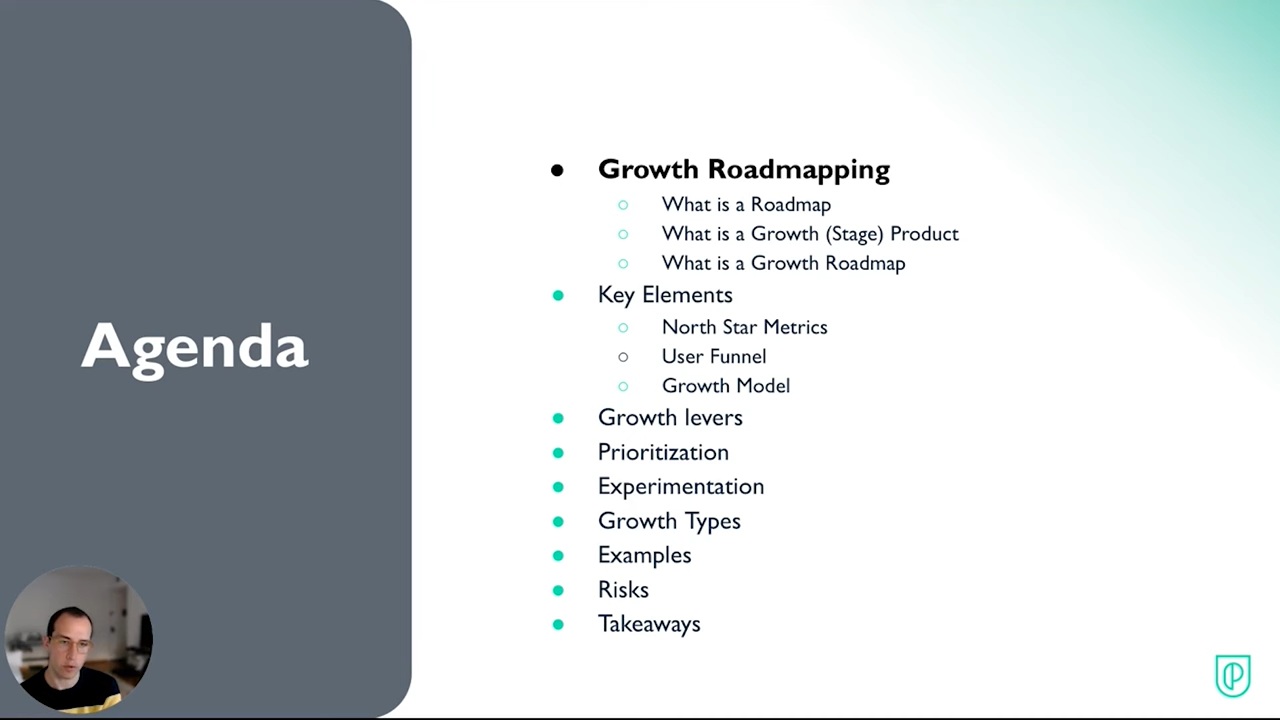 Agenda
Growth Roadmapping
What is a Roadmap
What is a Growth (Stage) Product
What is a Growth Roadmap
Key Elements
North Star Metrics
User Funnel
Growth Model
Growth levers
Prioritization
Experimentation
Growth Types
Examples
Risks
Takeaways